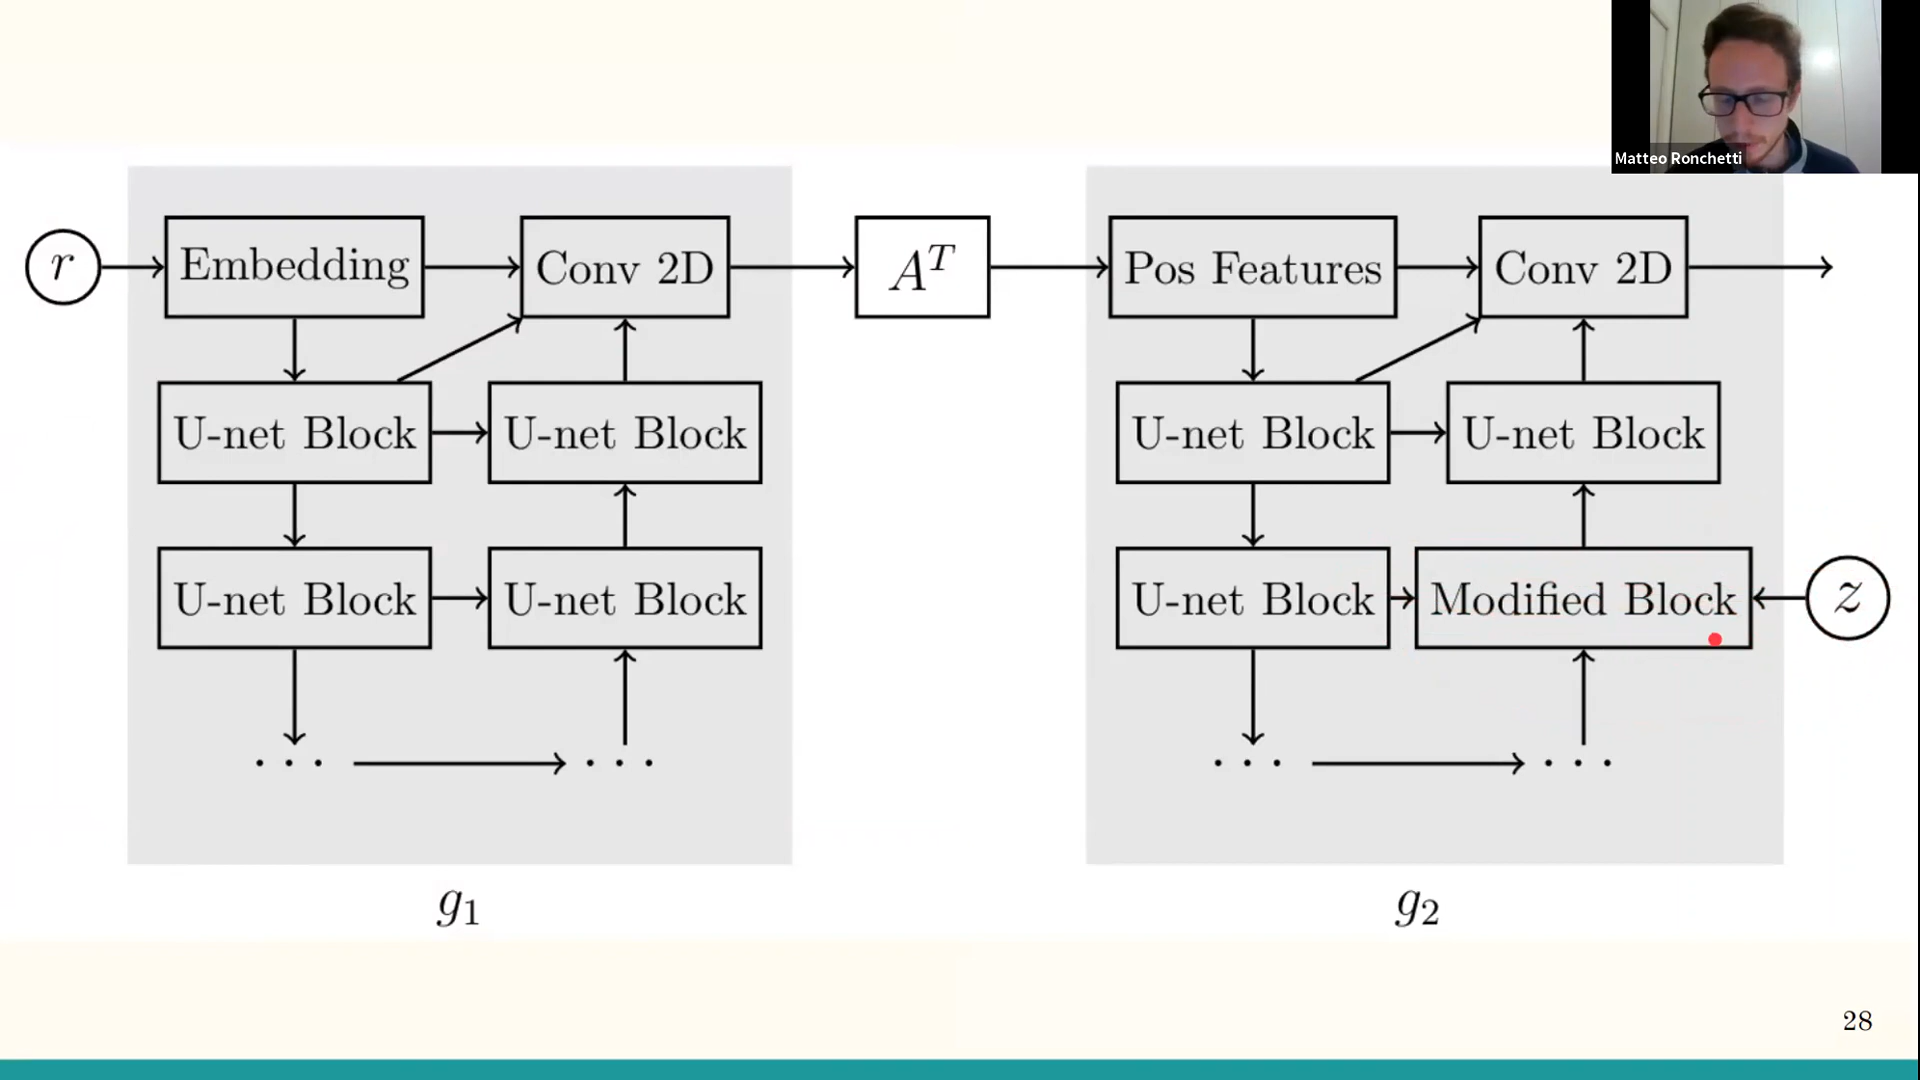 Matteo Ronchetti
r
Embedding
Conv 2D
A^T
Pos Features
Conv 2D
U-net Block
U-net Block
U-net Block
U-net Block
U-net Block
U-net Block
U-net Block
Modified Block
z
. . .
. . .
. . .
. . .
g₁
g₂
28